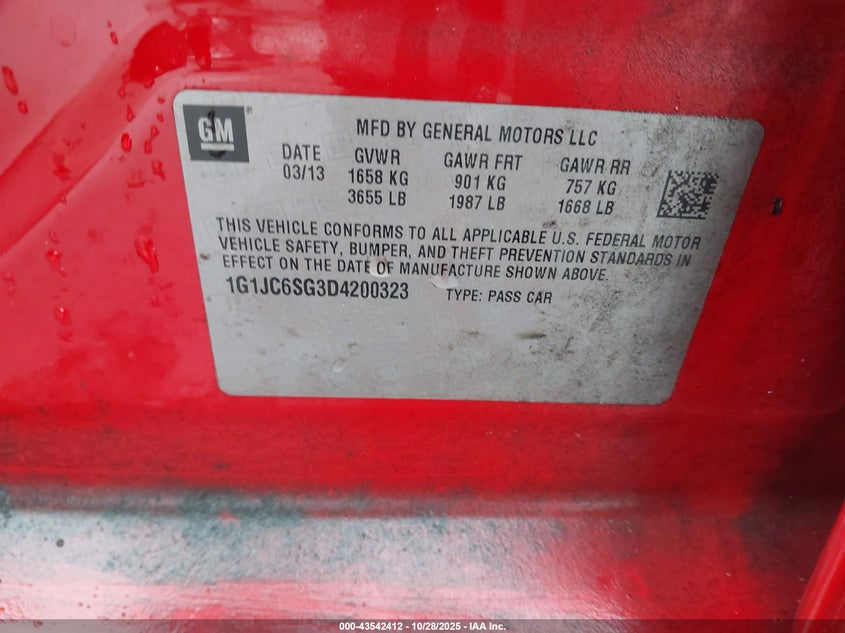 GM
MFD BY GENERAL MOTORS LLC
DATE GVWR GAWR FRT GAWR RR
03/13 1658 KG 901 KG 757 KG
3655 LB 1987 LB 1668 LB
THIS VEHICLE CONFORMS TO ALL APPLICABLE U.S. FEDERAL MOTOR
VEHICLE SAFETY, BUMPER, AND THEFT PREVENTION STANDARDS IN
EFFECT ON THE DATE OF MANUFACTURE SHOWN ABOVE.
1G1JC6SG3D4200323 TYPE: PASS CAR
000-43542412 - 10/28/2025 - IAA Inc.